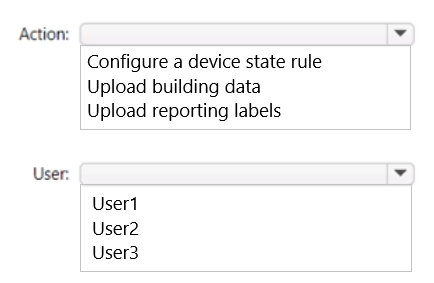 Action:
Configure a device state rule
Upload building data
Upload reporting labels
User:
User1
User2
User3